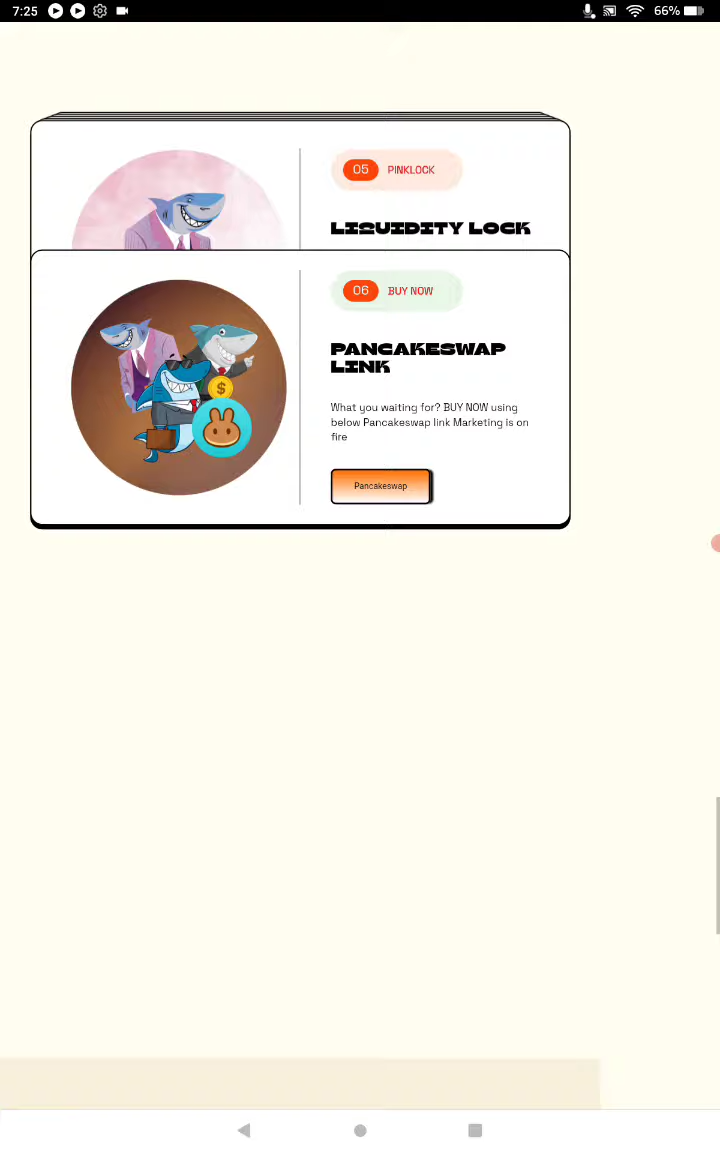 7:25
66%
05 PINKLOCK
LIQUIDITY LOCK
06 BUY NOW
PANCAKESWAP
LINK
What you waiting for? BUY NOW using
below Pancakeswap link Marketing is on
fire
$
Pancakeswap